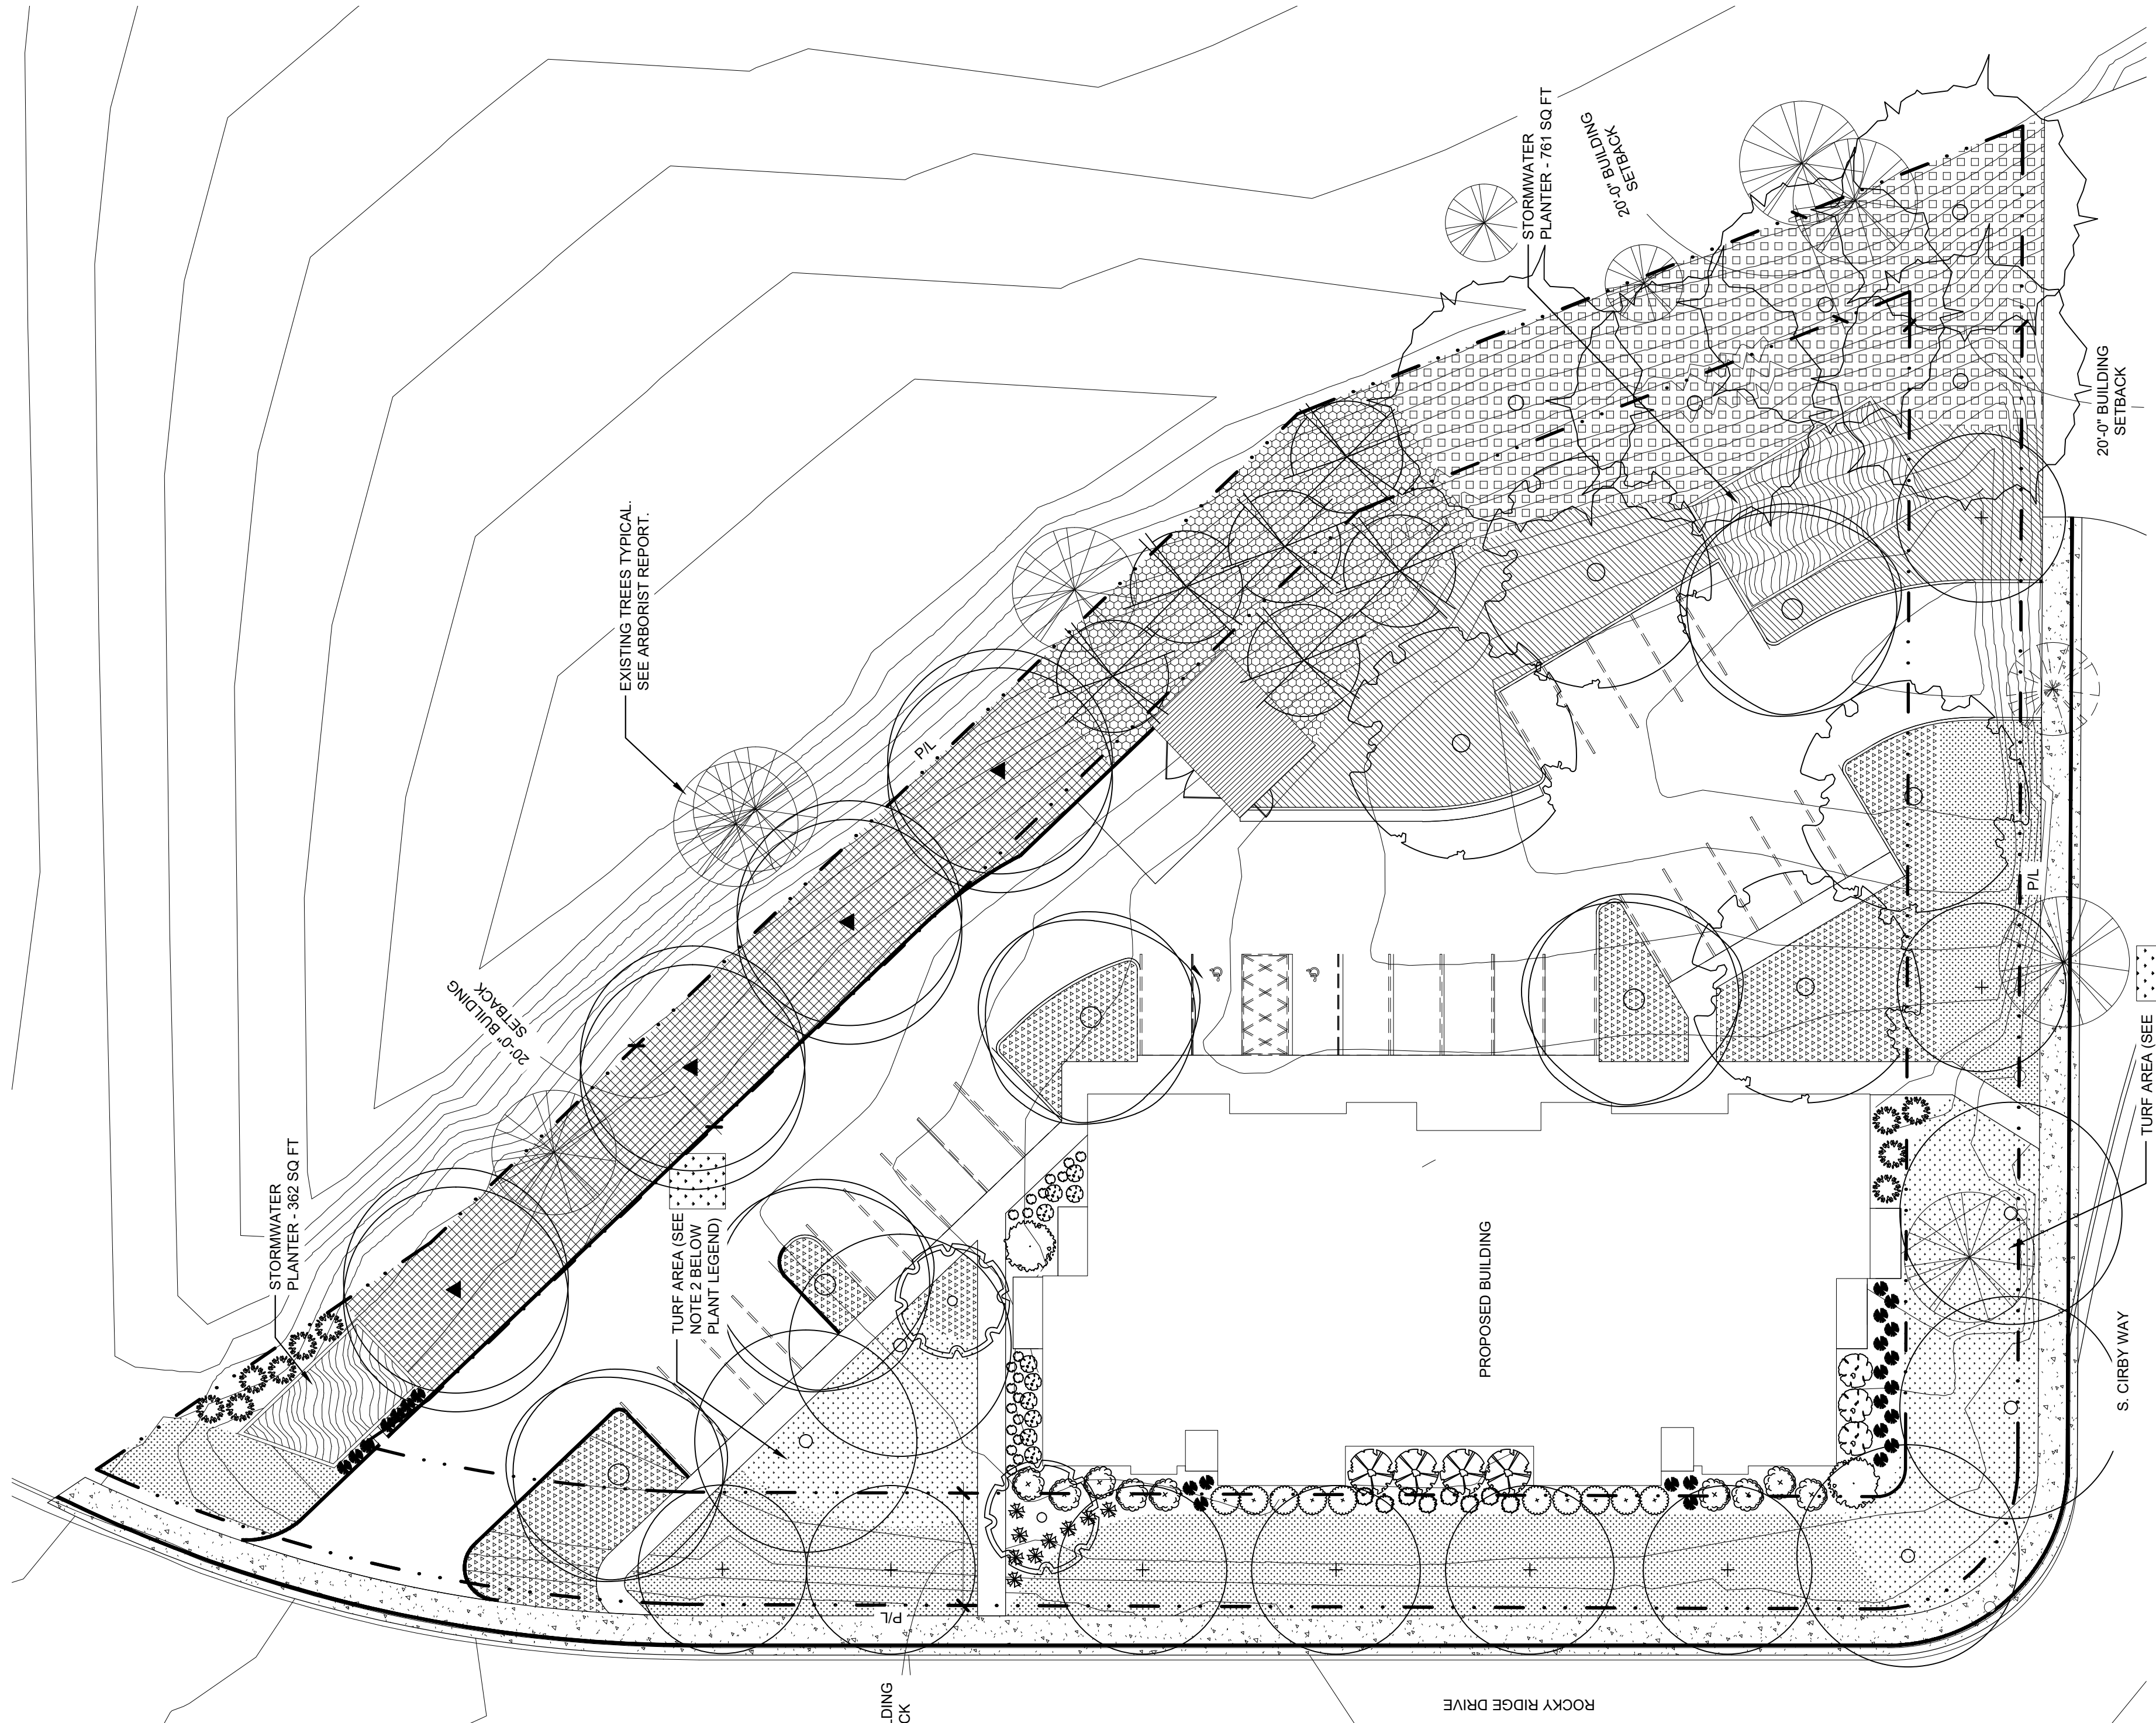 STORMWATER
PLANTER - 761 SQ FT
20'-0" BUILDING
SETBACK
EXISTING TREES TYPICAL.
SEE ARBORIST REPORT.
20'-0" BUILDING
SETBACK
P/L
P/L
20'-0" BUILDING
SETBACK
STORMWATER
PLANTER - 362 SQ FT
TURF AREA (SEE
NOTE 2 BELOW
PLANT LEGEND)
TURF AREA (SEE
PROPOSED BUILDING
S. CIRBY WAY
P/L
LDING
CK
ROCKY RIDGE DRIVE